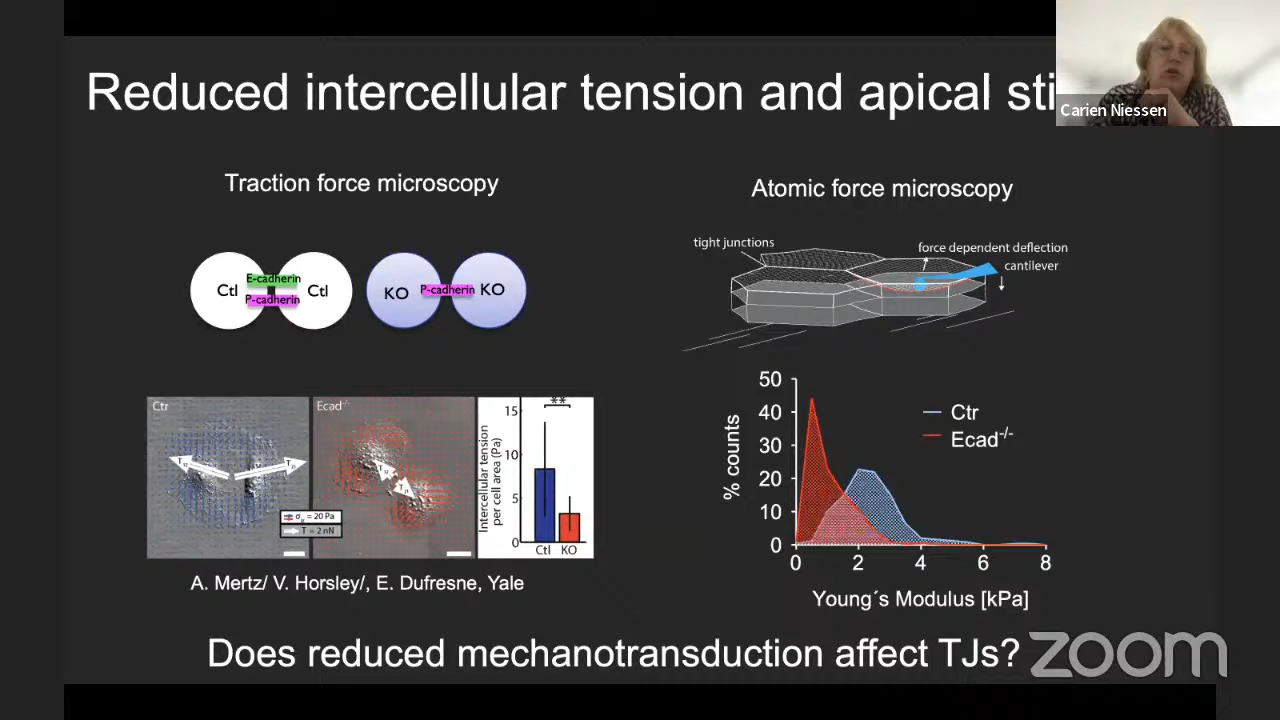 Reduced intercellular tension and apical sti
Carien Niessen
Traction force microscopy
Atomic force microscopy
Ctl
E-cadherin
P-cadherin
Ctl
KO
P-cadherin
KO
tight junctions
force dependent deflection
cantilever
Ctr
Ecad-/-
σ = 20 Pa
T = 2 nN
Intercellular tension
per cell area (Pa)
15
10
5
0
**
Ctl KO
% counts
50
40
30
20
10
0
Ctr
Ecad-/-
0 2 4 6 8
Young´s Modulus [kPa]
A. Mertz/ V. Horsley/, E. Dufresne, Yale
Does reduced mechanotransduction affect TJs?
zoom